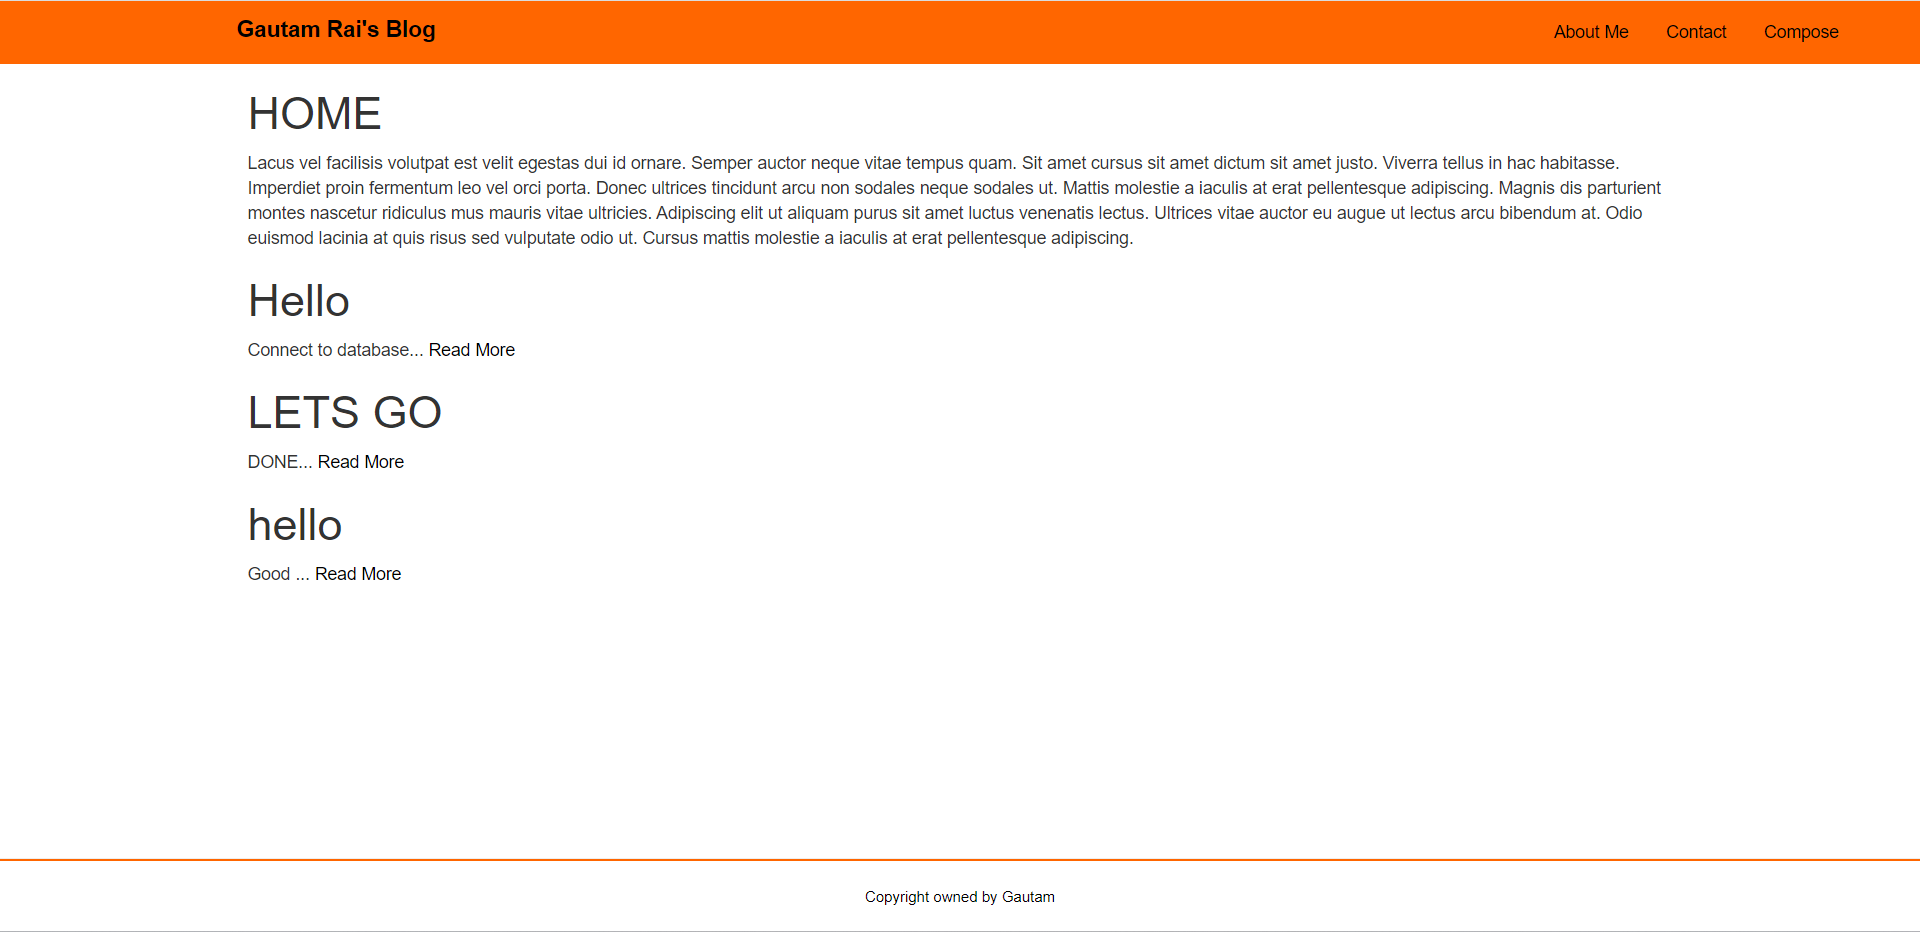 Gautam Rai's Blog
About Me Contact Compose
HOME
Lacus vel facilisis volutpat est velit egestas dui id ornare. Semper auctor neque vitae tempus quam. Sit amet cursus sit amet dictum sit amet justo. Viverra tellus in hac habitasse.
Imperdiet proin fermentum leo vel orci porta. Donec ultrices tincidunt arcu non sodales neque sodales ut. Mattis molestie a iaculis at erat pellentesque adipiscing. Magnis dis parturient
montes nascetur ridiculus mus mauris vitae ultricies. Adipiscing elit ut aliquam purus sit amet luctus venenatis lectus. Ultrices vitae auctor eu augue ut lectus arcu bibendum at. Odio
euismod lacinia at quis risus sed vulputate odio ut. Cursus mattis molestie a iaculis at erat pellentesque adipiscing.
Hello
Connect to database... Read More
LETS GO
DONE... Read More
hello
Good ... Read More
Copyright owned by Gautam